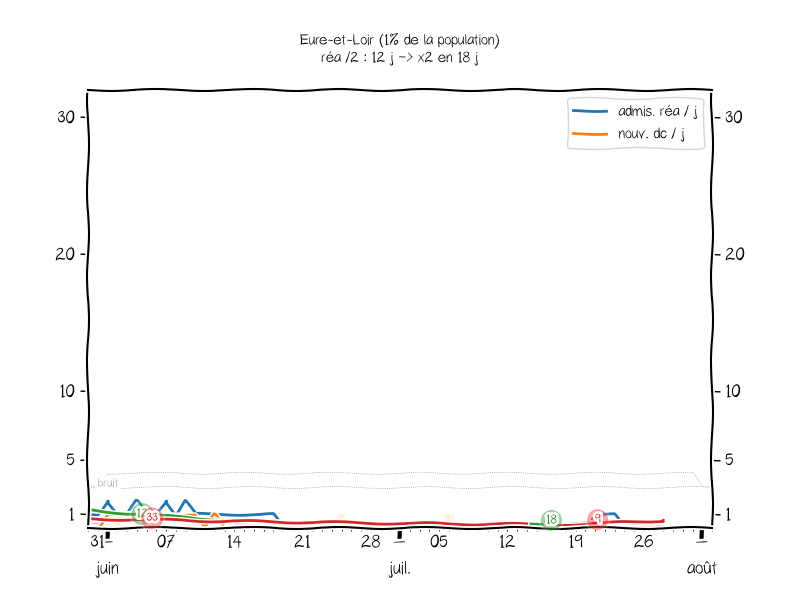 Eure-et-Loir (1% de la population)
réa /2 : 12 j -> x2 en 18 j
admis. réa / j
nouv. dc / j
30
30
20
20
10
10
5
5
bruit
1
1
33
18
9
31
07
14
21
28
05
12
19
26
juin
juil.
août